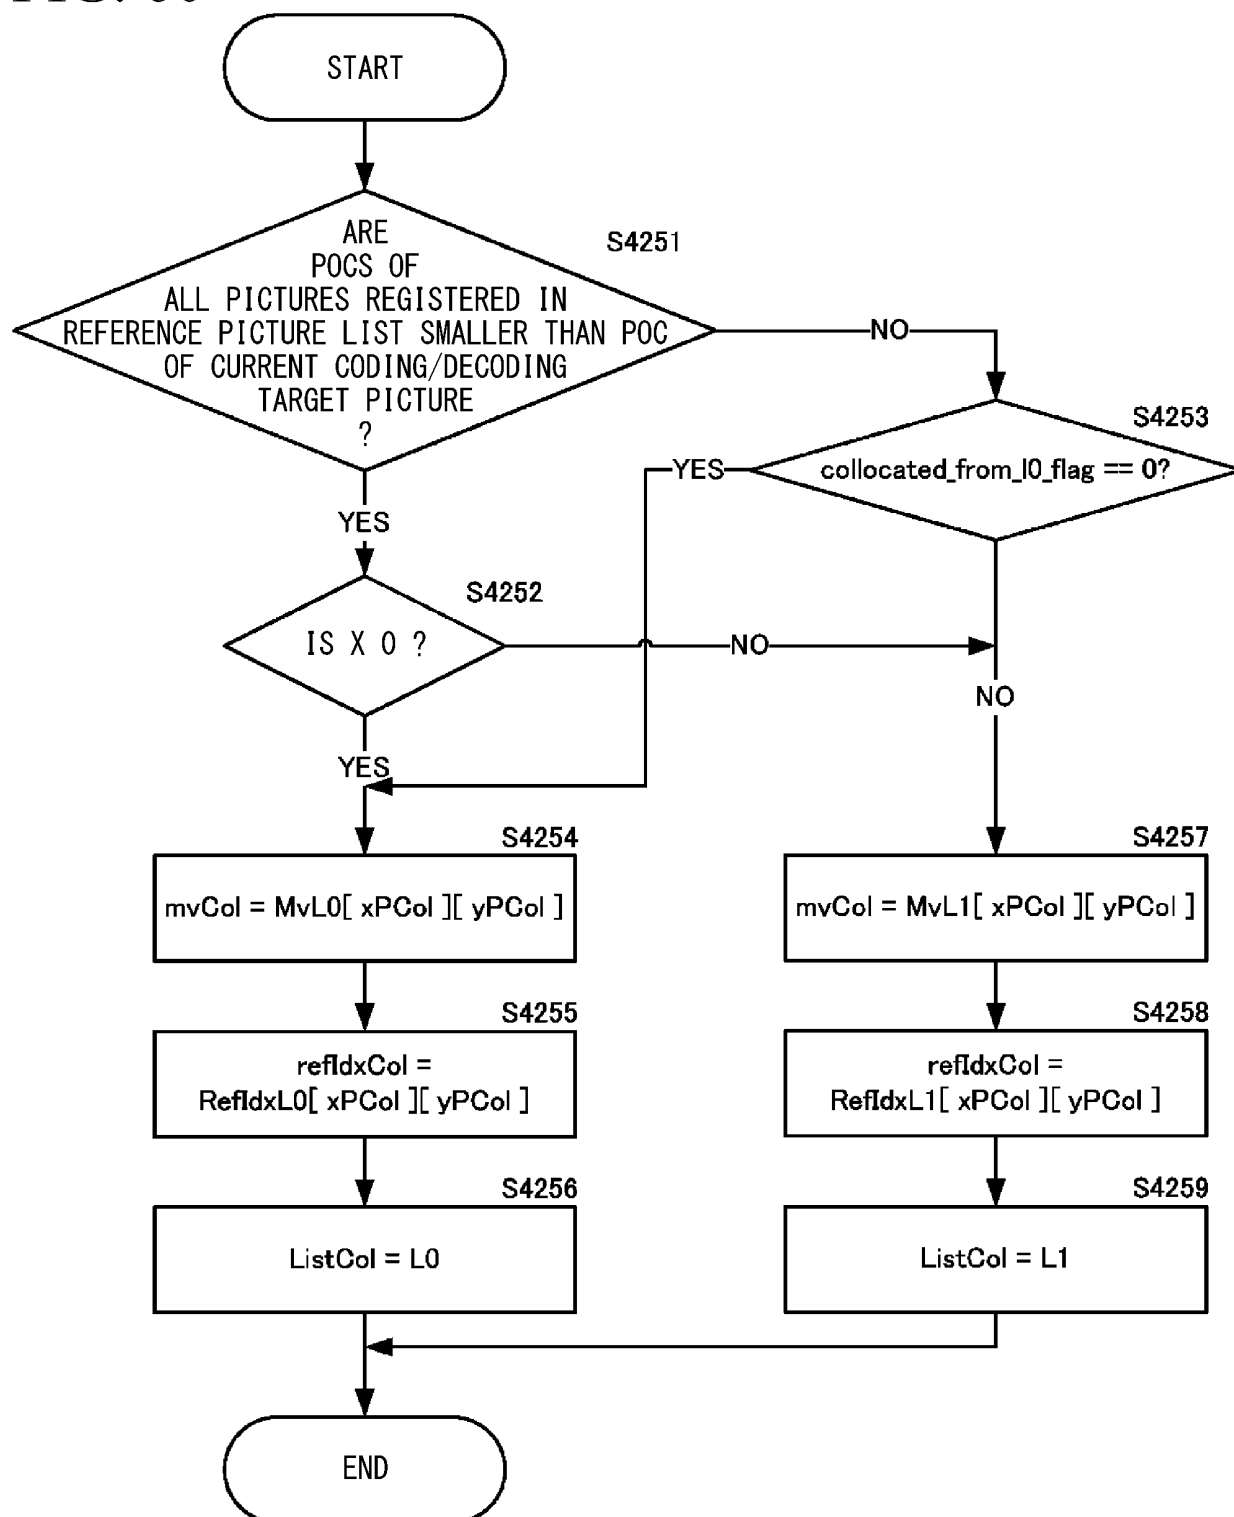 START
S4251
ARE
POCS OF
ALL PICTURES REGISTERED IN
REFERENCE PICTURE LIST SMALLER THAN POC
OF CURRENT CODING/DECODING
TARGET PICTURE
?
NO
S4253
collocated_from_l0_flag == 0?
YES
YES
S4252
IS X 0 ?
NO
NO
YES
S4254
mvCol = MvL0[ xPCol ][ yPCol ]
S4257
mvCol = MvL1[ xPCol ][ yPCol ]
S4255
refIdxCol =
RefIdxL0[ xPCol ][ yPCol ]
S4258
refIdxCol =
RefIdxL1[ xPCol ][ yPCol ]
S4256
ListCol = L0
S4259
ListCol = L1
END